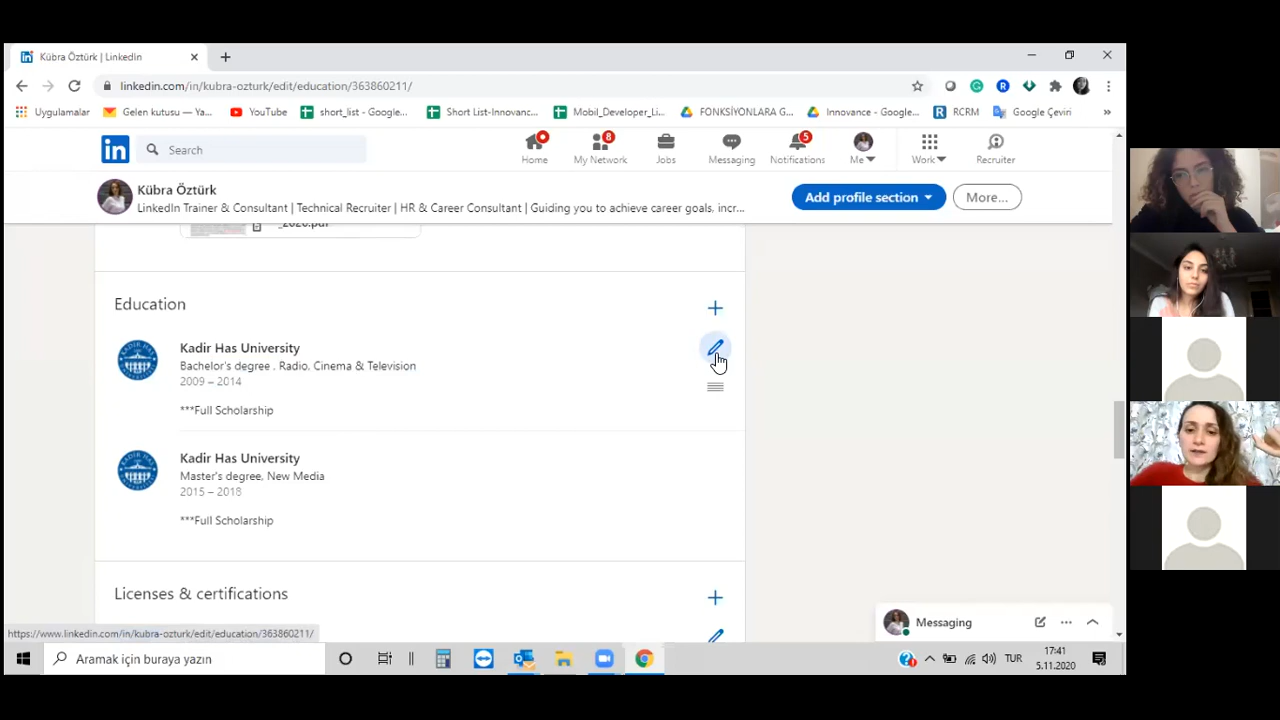 Kübra Öztürk | LinkedIn
linkedin.com/in/kubra-ozturk/edit/education/363860211/
Uygulamalar
Gelen kutusu — Ya...
YouTube
short_list - Google...
Short List-Innovanc...
Mobil_Developer_Li...
FONKSİYONLARA G...
Innovance - Google...
RCRM
Google Çeviri
»
in
Search
Home
8
My Network
Jobs
Messaging
5
Notifications
Me
Work
Recruiter
Kübra Öztürk
LinkedIn Trainer & Consultant | Technical Recruiter | HR & Career Consultant | Guiding you to achieve career goals, incr...
Add profile section
More...
_2020.pdf
Education
Kadir Has University
Bachelor's degree . Radio. Cinema & Television
2009 – 2014
***Full Scholarship
Kadir Has University
Master's degree, New Media
2015 – 2018
***Full Scholarship
Licenses & certifications
Messaging
https://www.linkedin.com/in/kubra-ozturk/edit/education/363860211/
Aramak için buraya yazın
TUR
17:41
5.11.2020